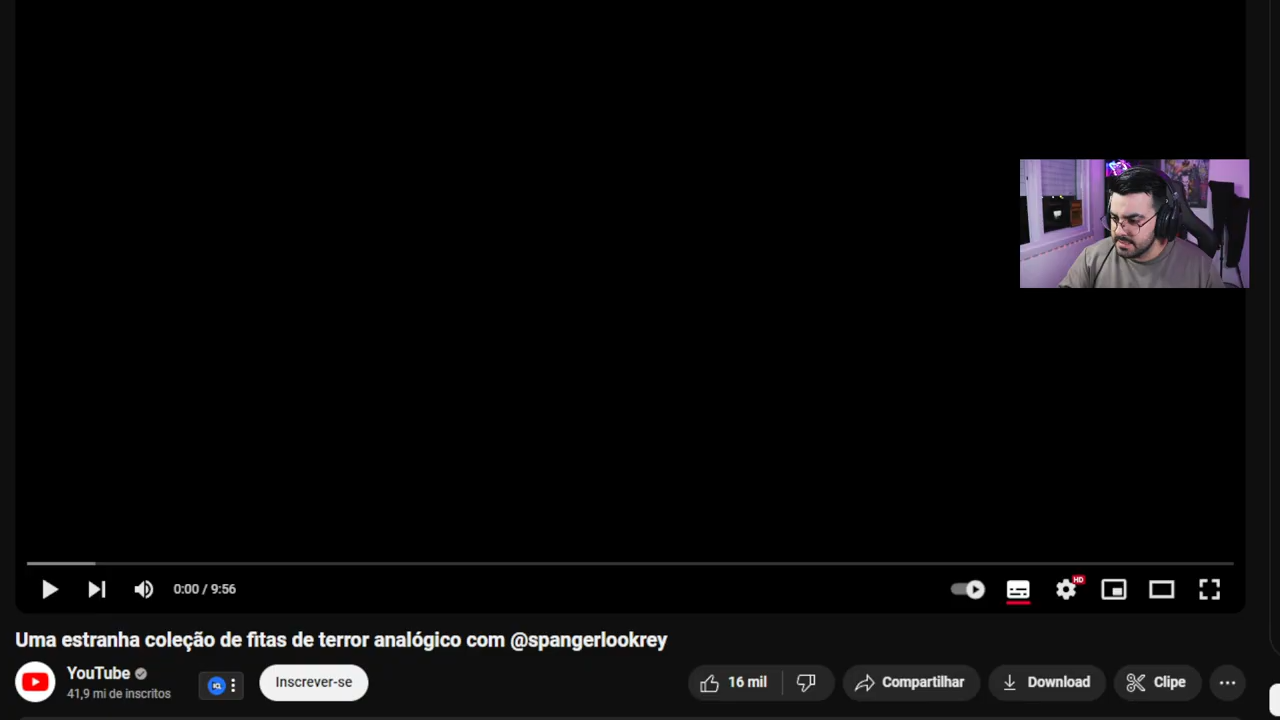 0:00 / 9:56
HD
Uma estranha coleção de fitas de terror analógico com @spangerlookrey
YouTube
41,9 mi de inscritos
Inscrever-se
16 mil
Compartilhar
Download
Clipe